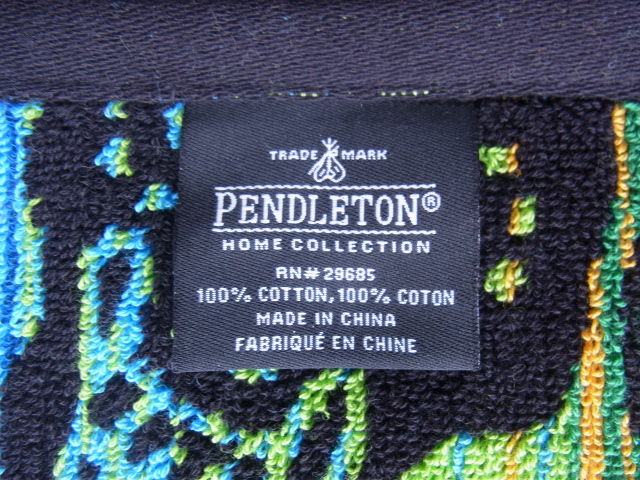 TRADE MARK
PENDLETON®
HOME COLLECTION
RN# 29685
100% COTTON, 100% COTON
MADE IN CHINA
FABRIQUÉ EN CHINE